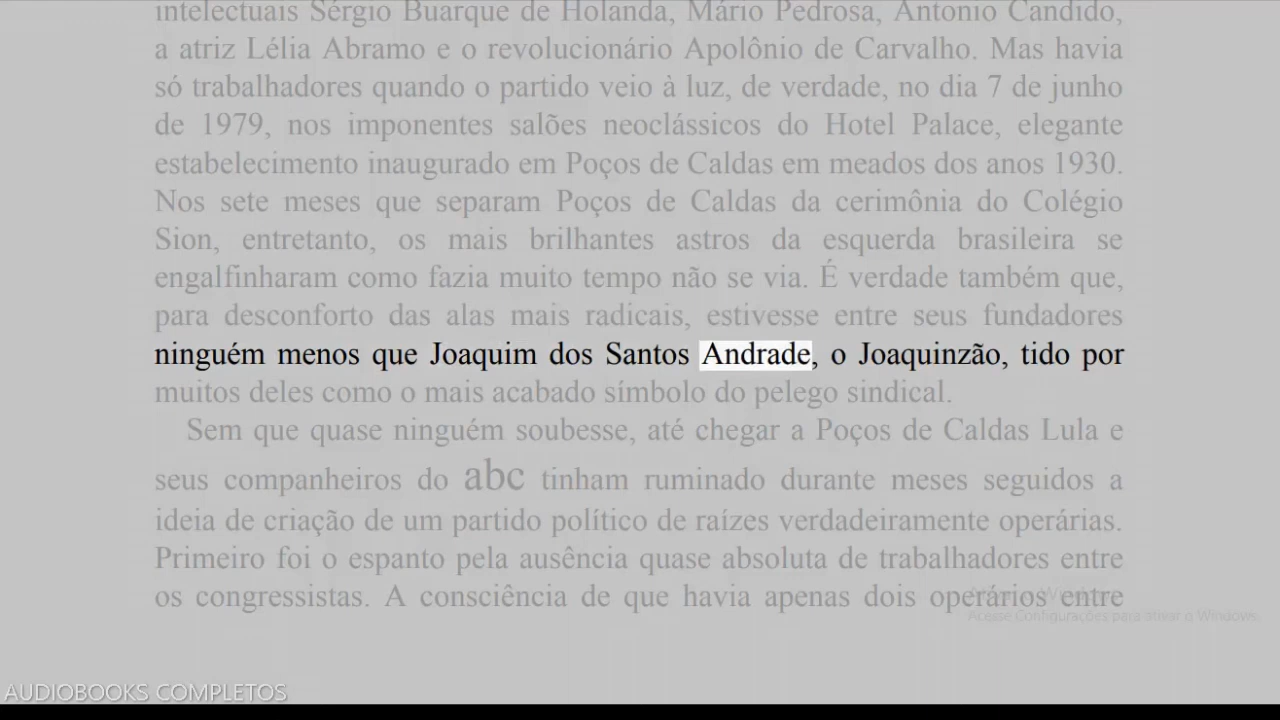 intelectuais Sérgio Buarque de Holanda, Mário Pedrosa, Antonio Candido,
a atriz Lélia Abramo e o revolucionário Apolônio de Carvalho. Mas havia
só trabalhadores quando o partido veio à luz, de verdade, no dia 7 de junho
de 1979, nos imponentes salões neoclássicos do Hotel Palace, elegante
estabelecimento inaugurado em Poços de Caldas em meados dos anos 1930.
Nos sete meses que separam Poços de Caldas da cerimônia do Colégio
Sion, entretanto, os mais brilhantes astros da esquerda brasileira se
engalfinharam como fazia muito tempo não se via. É verdade também que,
para desconforto das alas mais radicais, estivesse entre seus fundadores
ninguém menos que Joaquim dos Santos Andrade, o Joaquinzão, tido por
muitos deles como o mais acabado símbolo do pelego sindical.
Sem que quase ninguém soubesse, até chegar a Poços de Caldas Lula e
seus companheiros do abc tinham ruminado durante meses seguidos a
ideia de criação de um partido político de raízes verdadeiramente operárias.
Primeiro foi o espanto pela ausência quase absoluta de trabalhadores entre
os congressistas. A consciência de que havia apenas dois operários entre
Windows
Acesse Configurações para ativar o Windows.
AUDIOBOOKS COMPLETOS